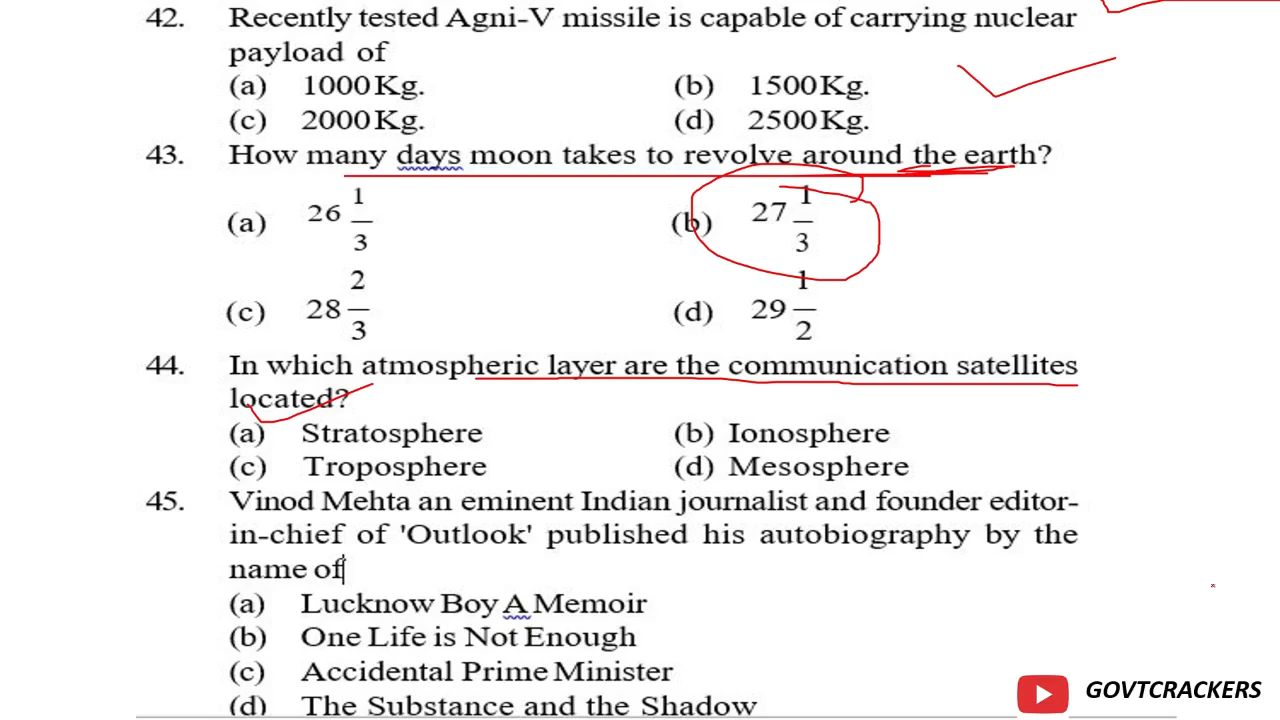 42. Recently tested Agni-V missile is capable of carrying nuclear
payload of
(a) 1000Kg. (b) 1500Kg.
(c) 2000Kg. (d) 2500Kg.
43. How many days moon takes to revolve around the earth?
(a) 26 1/3 (b) 27 1/3
(c) 28 2/3 (d) 29 1/2
44. In which atmospheric layer are the communication satellites
located?
(a) Stratosphere (b) Ionosphere
(c) Troposphere (d) Mesosphere
45. Vinod Mehta an eminent Indian journalist and founder editor-
in-chief of 'Outlook' published his autobiography by the
name of
(a) Lucknow Boy A Memoir
(b) One Life is Not Enough
(c) Accidental Prime Minister
(d) The Substance and the Shadow
GOVTCRACKERS